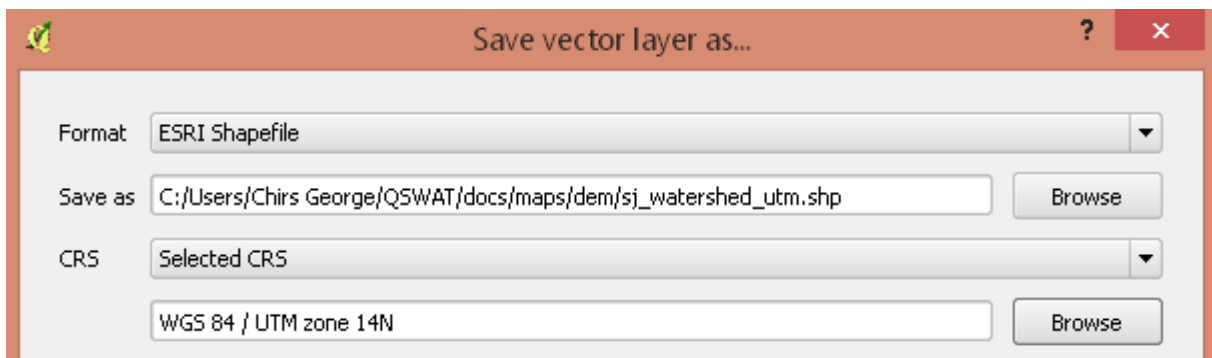 Save vector layer as...
?
×
Format ESRI Shapefile
Save as C:/Users/Chirs George/QSWAT/docs/maps/dem/sj_watershed_utm.shp Browse
CRS Selected CRS
WGS 84 / UTM zone 14N Browse